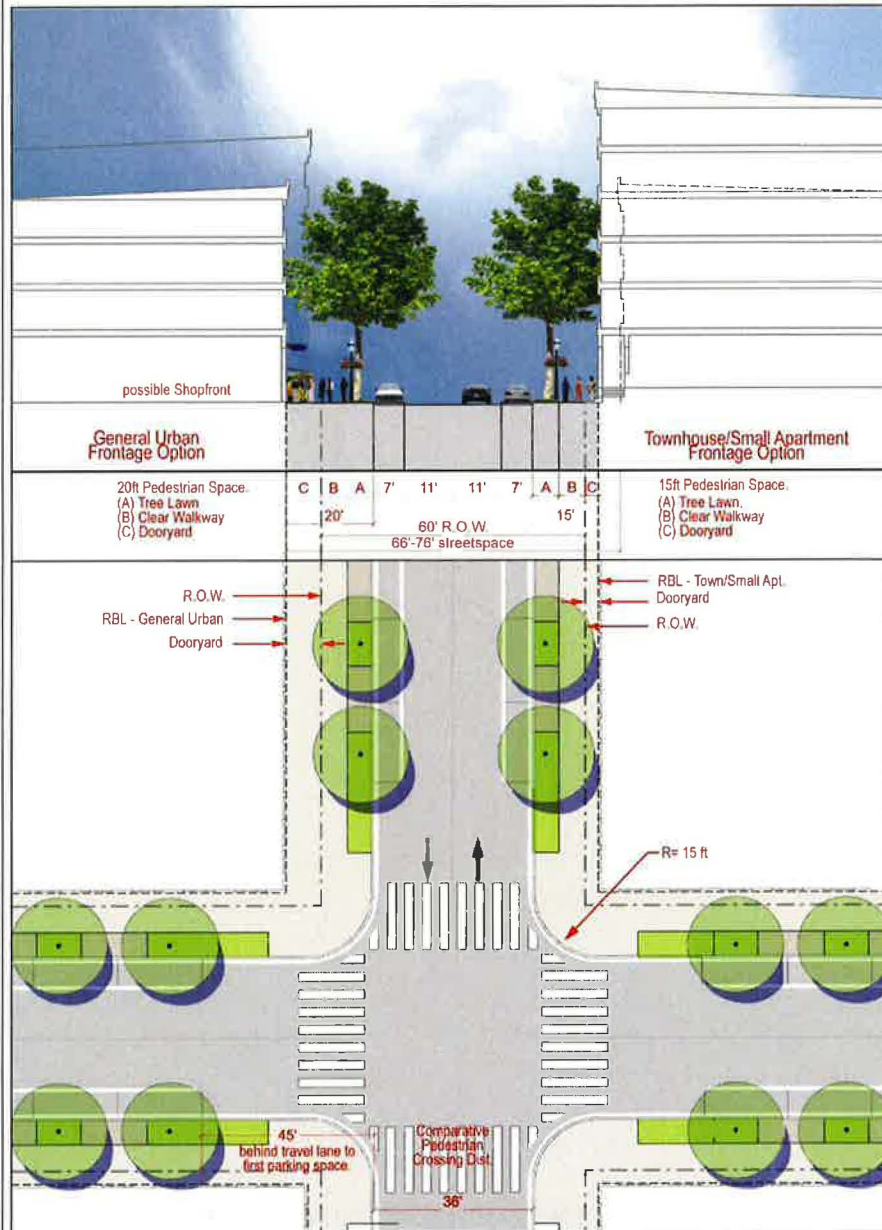 possible Shopfront
General Urban
Frontage Option
Townhouse/Small Apartment
Frontage Option
20ft Pedestrian Space.
(A) Tree Lawn
(B) Clear Walkway
(C) Dooryard
C B A 7' 11' 11' 7' A B C
20'
15'
60' R.O.W.
66'-76' streetspace
15ft Pedestrian Space.
(A) Tree Lawn.
(B) Clear Walkway
(C) Dooryard
R.O.W.
RBL - General Urban
Dooryard
RBL - Town/Small Apt.
Dooryard
R.O.W.
R= 15 ft
45'
behind travel lane to
first parking space.
Comparative
Pedestrian
Crossing Dist.
36'